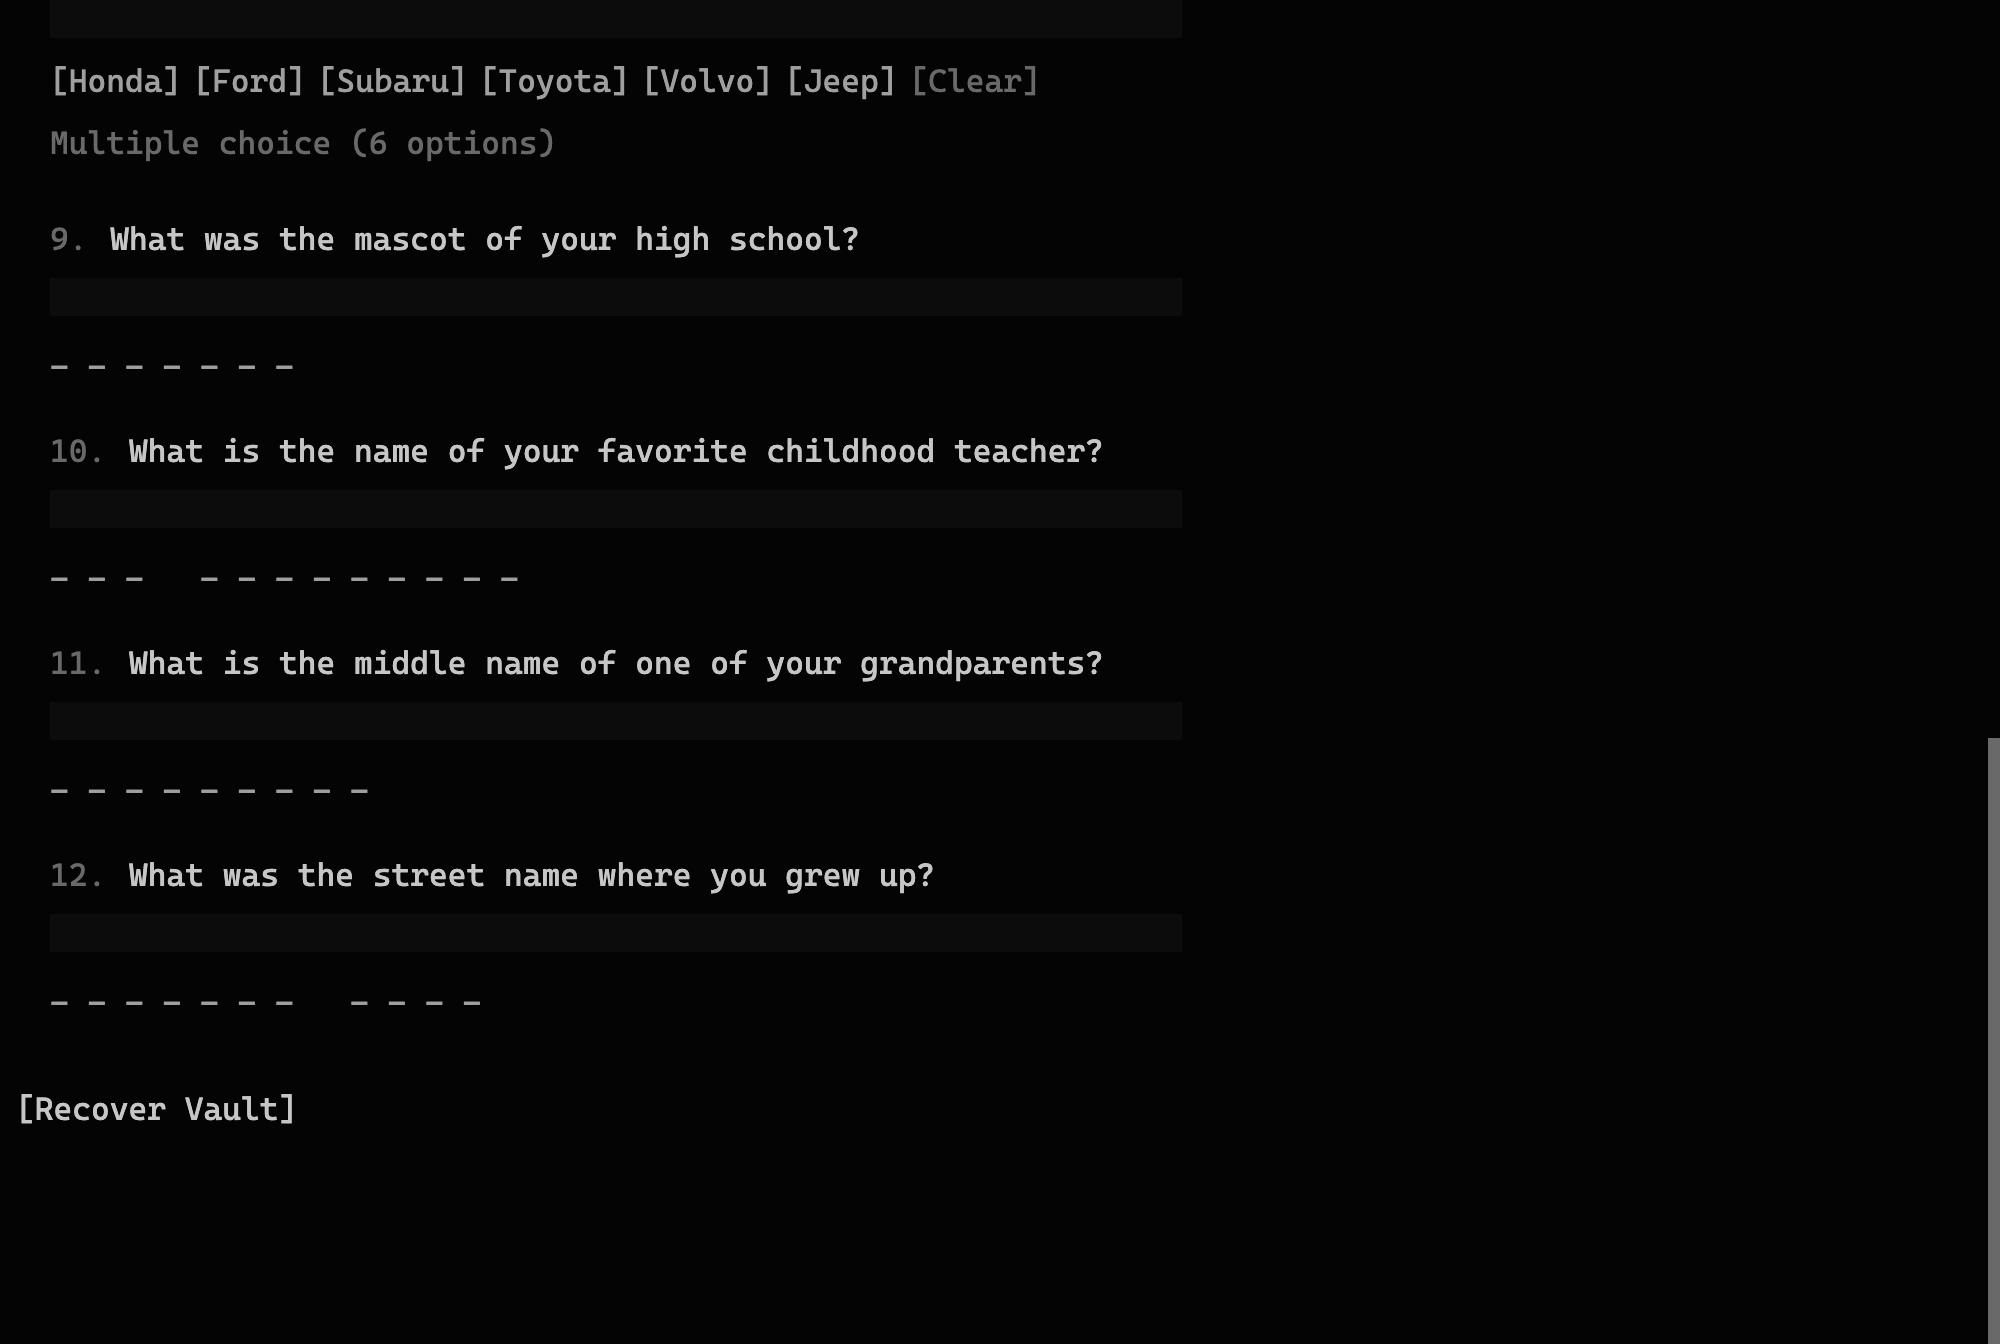 [Honda] [Ford] [Subaru] [Toyota] [Volvo] [Jeep] [Clear]
Multiple choice (6 options)
9. What was the mascot of your high school?
_ _ _ _ _ _ _
10. What is the name of your favorite childhood teacher?
_ _ _   _ _ _ _ _ _ _ _ _
11. What is the middle name of one of your grandparents?
_ _ _ _ _ _ _ _ _
12. What was the street name where you grew up?
_ _ _ _ _ _ _   _ _ _ _
[Recover Vault]